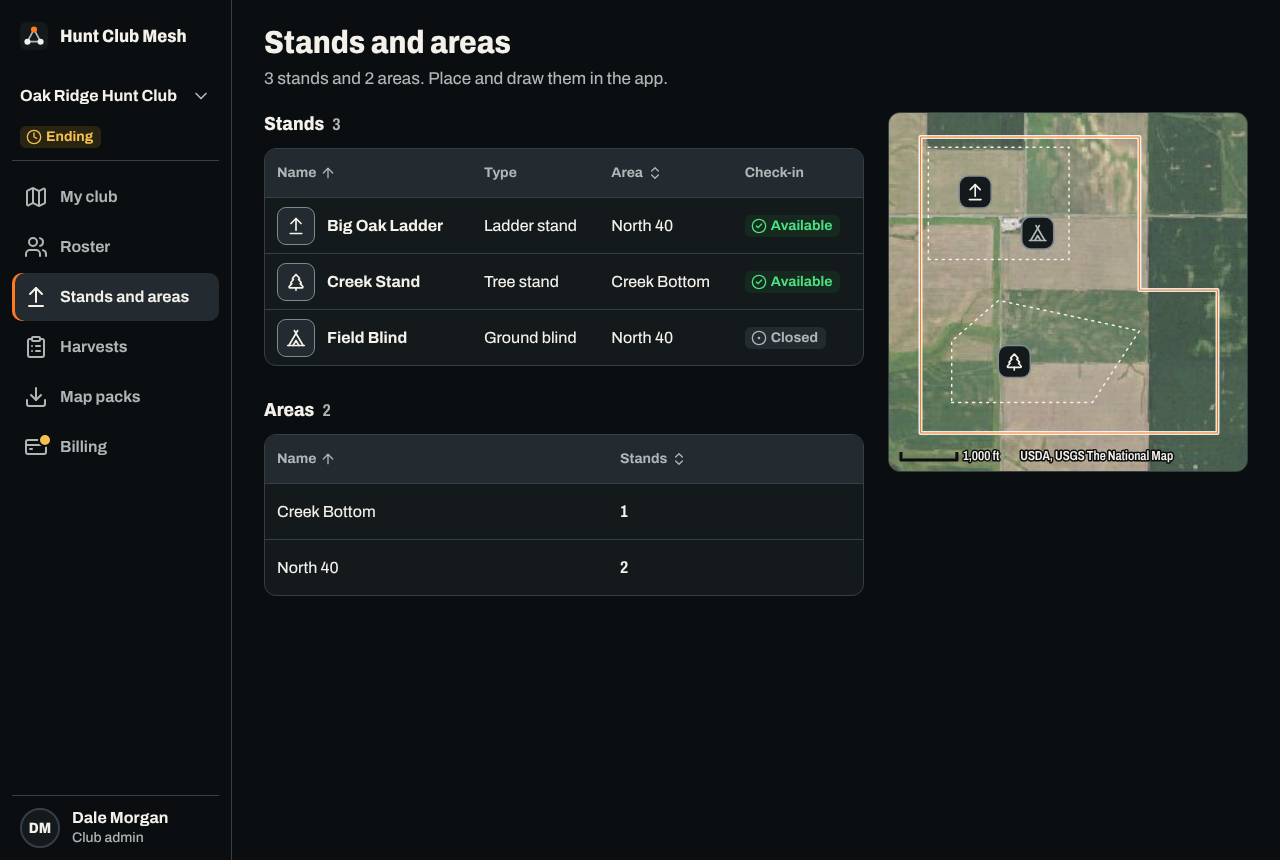 Hunt Club Mesh
Oak Ridge Hunt Club
Ending
My club
Roster
Stands and areas
Harvests
Map packs
Billing
DM
Dale Morgan
Club admin
Stands and areas
3 stands and 2 areas. Place and draw them in the app.
Stands 3
Name Type Area Check-in
Big Oak Ladder Ladder stand North 40 Available
Creek Stand Tree stand Creek Bottom Available
Field Blind Ground blind North 40 Closed
Areas 2
Name Stands
Creek Bottom 1
North 40 2
1,000 ft USDA, USGS The National Map